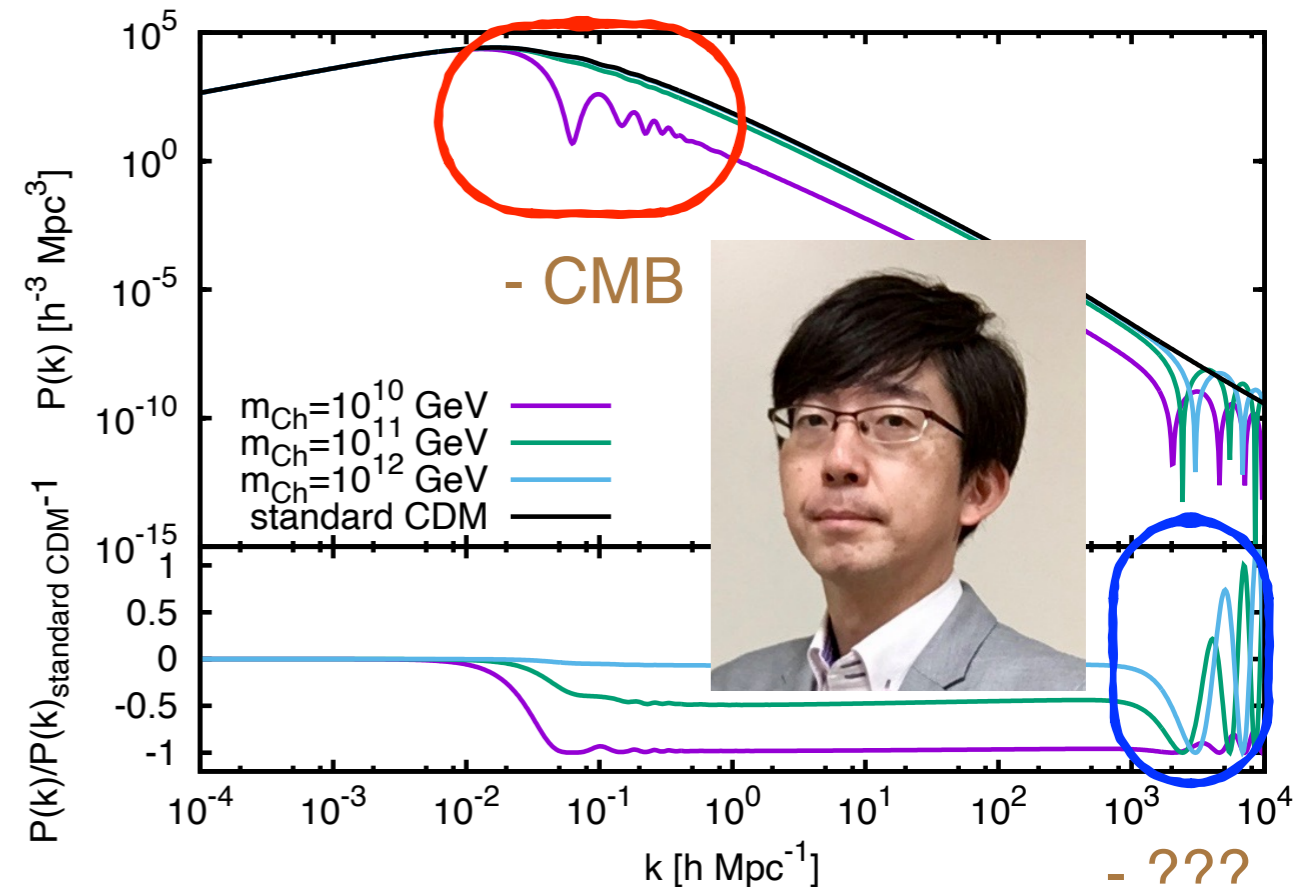 10^5
10^0
10^-5
10^-10
10^-15
P(k) [h^-3 Mpc^3]
- CMB
m_Ch=10^10 GeV
m_Ch=10^11 GeV
m_Ch=10^12 GeV
standard CDM
1
0.5
0
-0.5
-1
P(k)/P(k)_standard CDM-1
10^-4 10^-3 10^-2 10^-1 10^0 10^1 10^2 10^3 10^4
k [h Mpc^-1]
- ???